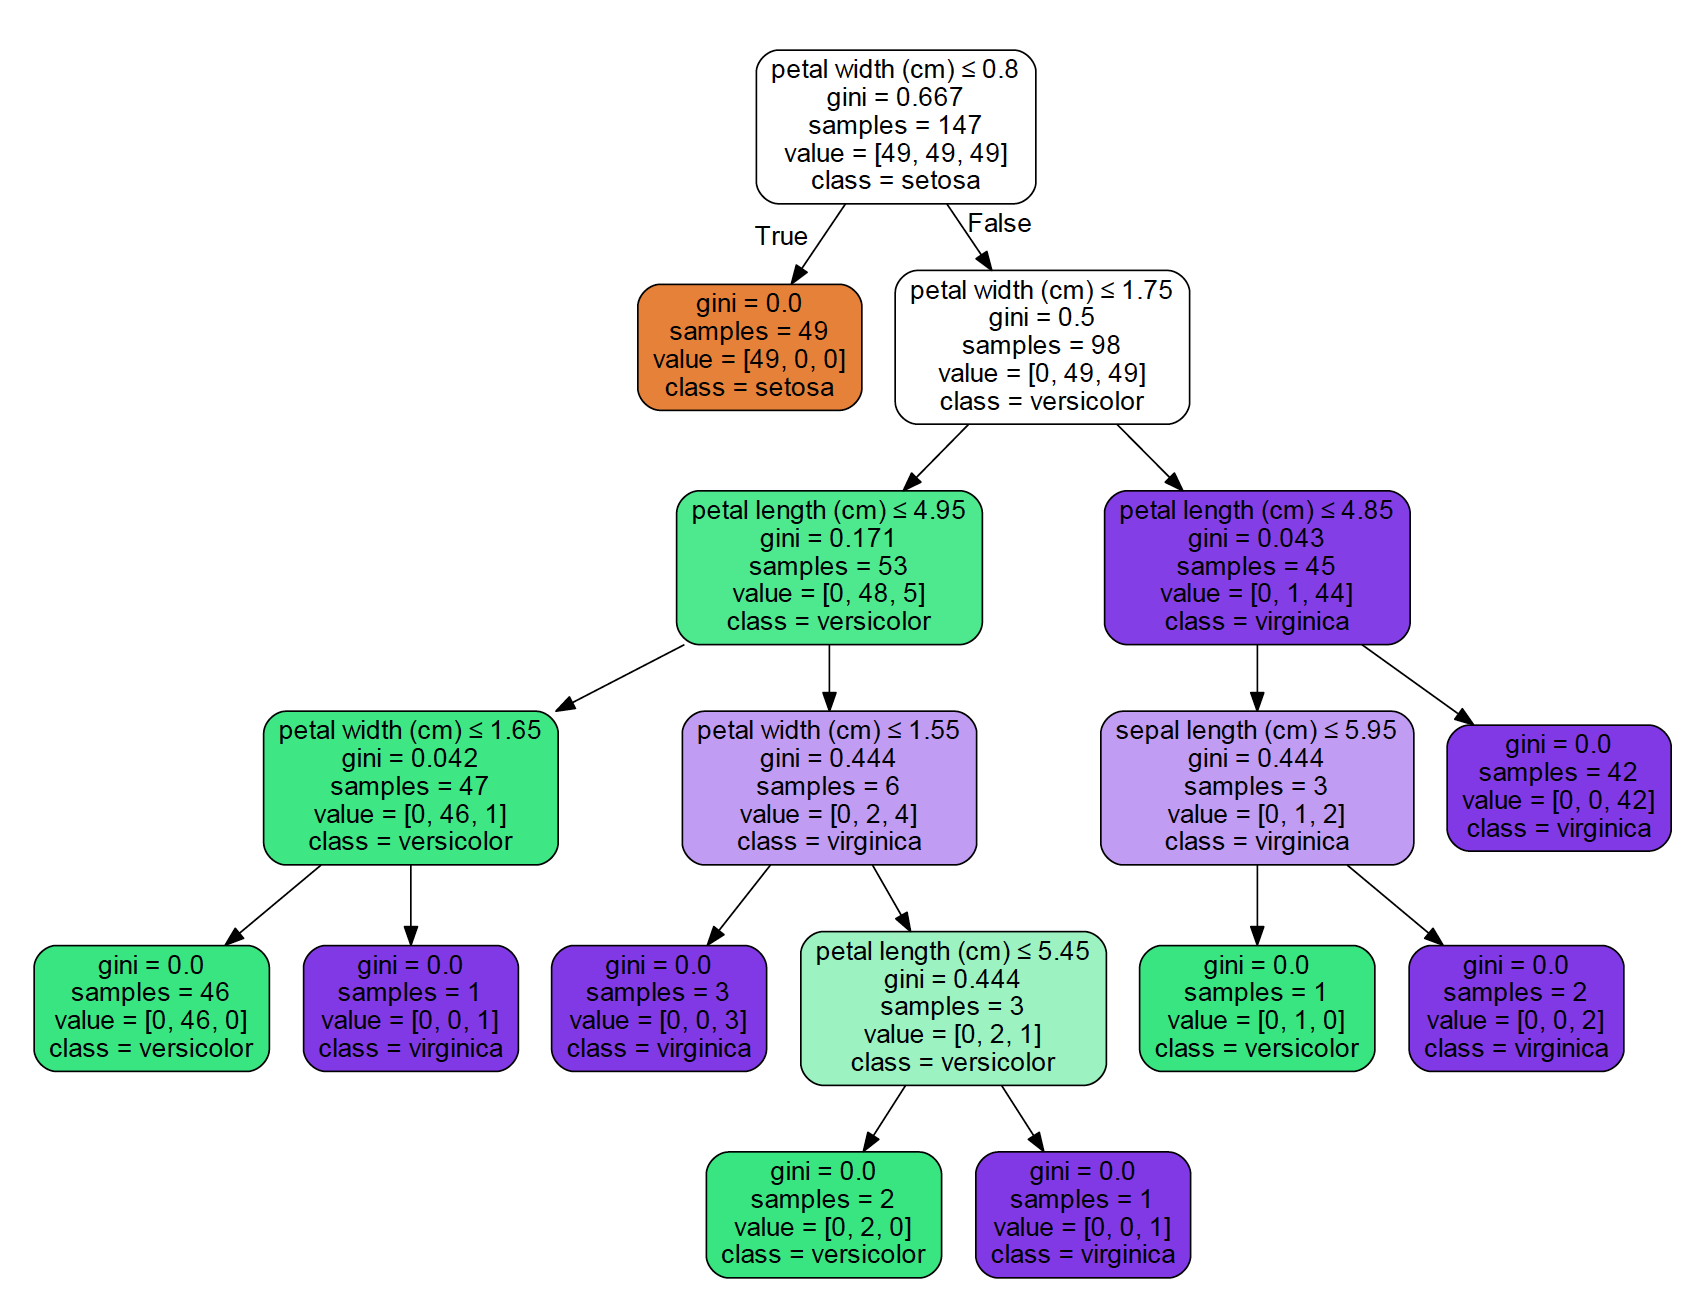 petal width (cm) ≤ 0.8
gini = 0.667
samples = 147
value = [49, 49, 49]
class = setosa
True
False
gini = 0.0
samples = 49
value = [49, 0, 0]
class = setosa
petal width (cm) ≤ 1.75
gini = 0.5
samples = 98
value = [0, 49, 49]
class = versicolor
petal length (cm) ≤ 4.95
gini = 0.171
samples = 53
value = [0, 48, 5]
class = versicolor
petal length (cm) ≤ 4.85
gini = 0.043
samples = 45
value = [0, 1, 44]
class = virginica
petal width (cm) ≤ 1.65
gini = 0.042
samples = 47
value = [0, 46, 1]
class = versicolor
petal width (cm) ≤ 1.55
gini = 0.444
samples = 6
value = [0, 2, 4]
class = virginica
sepal length (cm) ≤ 5.95
gini = 0.444
samples = 3
value = [0, 1, 2]
class = virginica
gini = 0.0
samples = 42
value = [0, 0, 42]
class = virginica
gini = 0.0
samples = 46
value = [0, 46, 0]
class = versicolor
gini = 0.0
samples = 1
value = [0, 0, 1]
class = virginica
gini = 0.0
samples = 3
value = [0, 0, 3]
class = virginica
petal length (cm) ≤ 5.45
gini = 0.444
samples = 3
value = [0, 2, 1]
class = versicolor
gini = 0.0
samples = 1
value = [0, 1, 0]
class = versicolor
gini = 0.0
samples = 2
value = [0, 0, 2]
class = virginica
gini = 0.0
samples = 2
value = [0, 2, 0]
class = versicolor
gini = 0.0
samples = 1
value = [0, 0, 1]
class = virginica